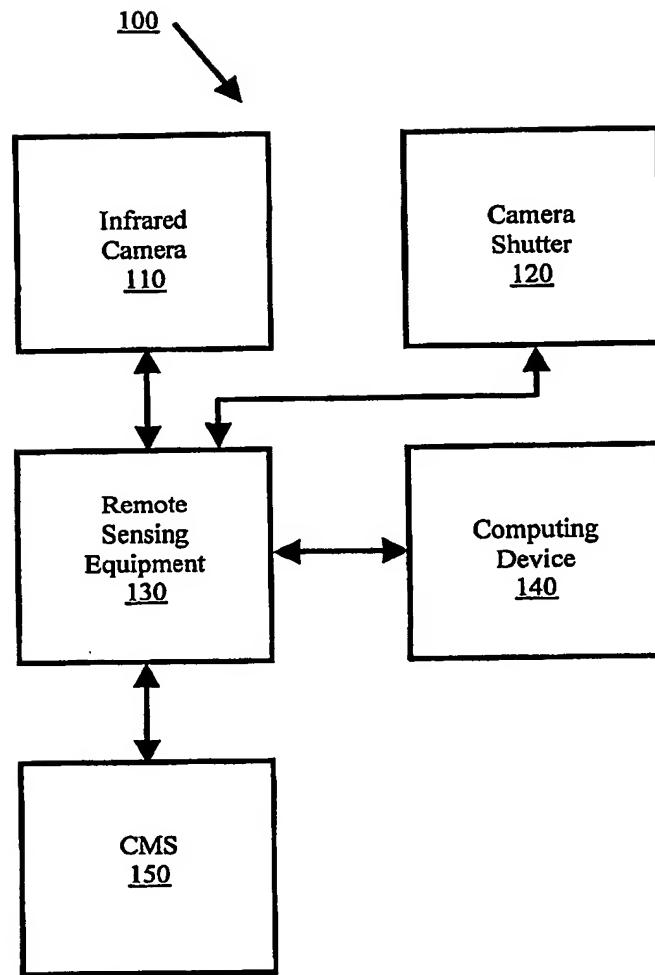 100
Infrared
Camera
110
Camera
Shutter
120
Remote
Sensing
Equipment
130
Computing
Device
140
CMS
150